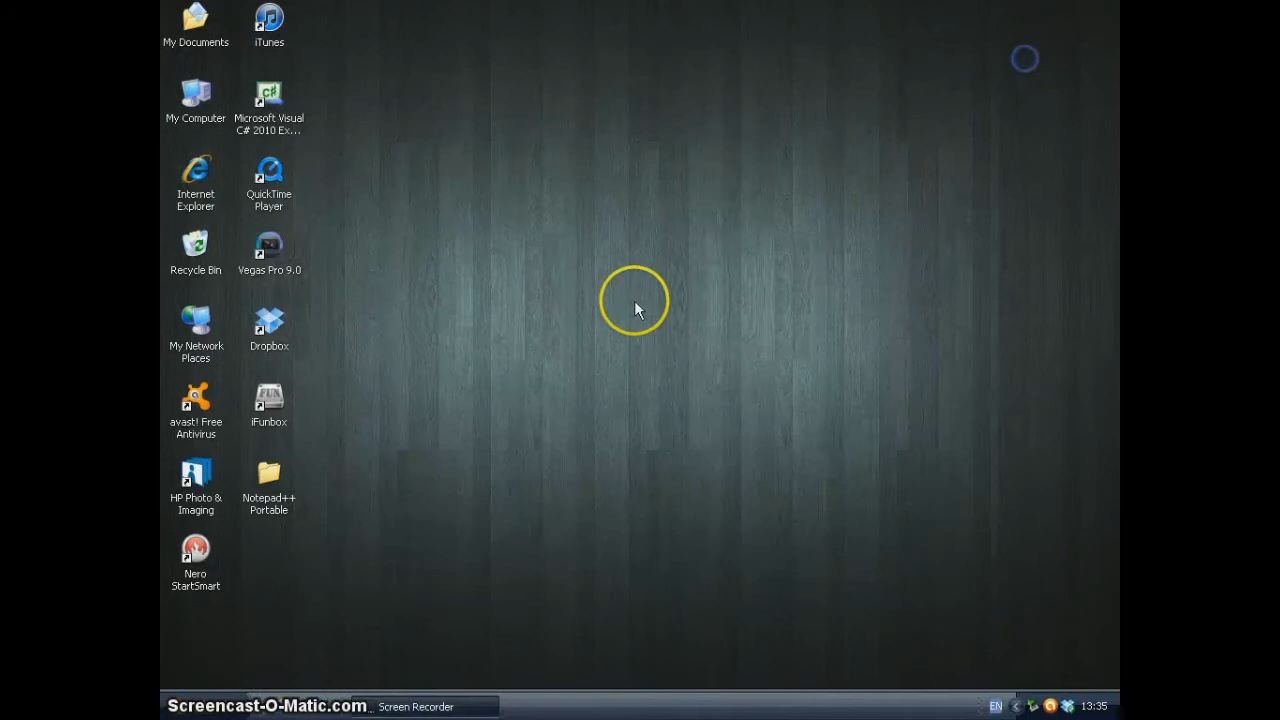 My Documents
iTunes
My Computer
Microsoft Visual
C# 2010 Ex...
Internet
Explorer
QuickTime
Player
Recycle Bin
Vegas Pro 9.0
My Network
Places
Dropbox
avast! Free
Antivirus
iFunbox
HP Photo &
Imaging
Notepad++
Portable
Nero
StartSmart
Screencast-O-Matic.com
Screen Recorder
EN
13:35